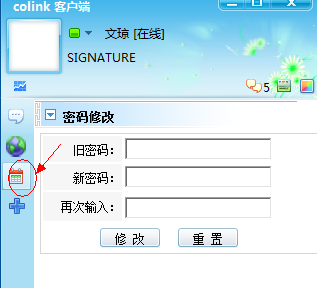 colink 客户端
文琼 [在线]
SIGNATURE
5
密码修改
旧密码：
新密码：
再次输入：
修 改 重 置